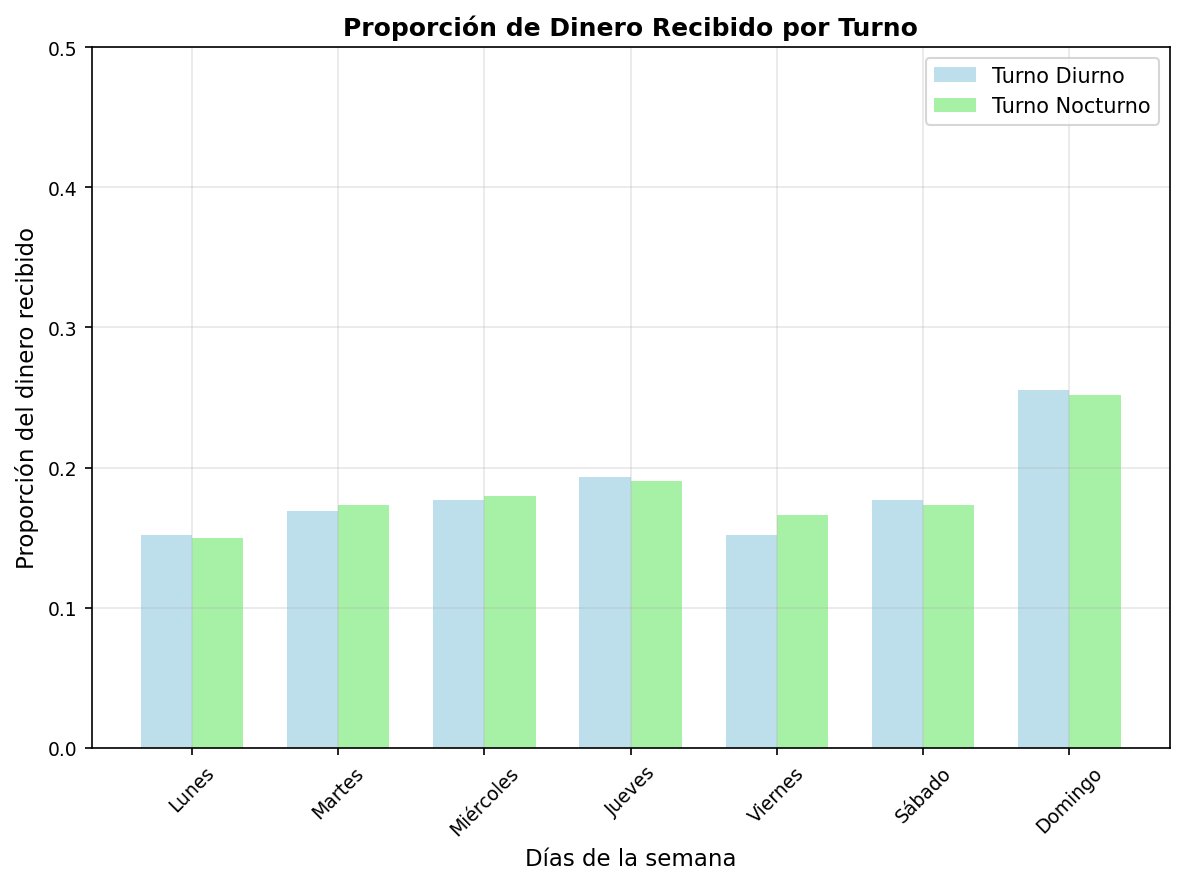 Proporción de Dinero Recibido por Turno
Turno Diurno
Turno Nocturno
Proporción del dinero recibido
0.5
0.4
0.3
0.2
0.1
0.0
Lunes
Martes
Miércoles
Jueves
Viernes
Sábado
Domingo
Días de la semana